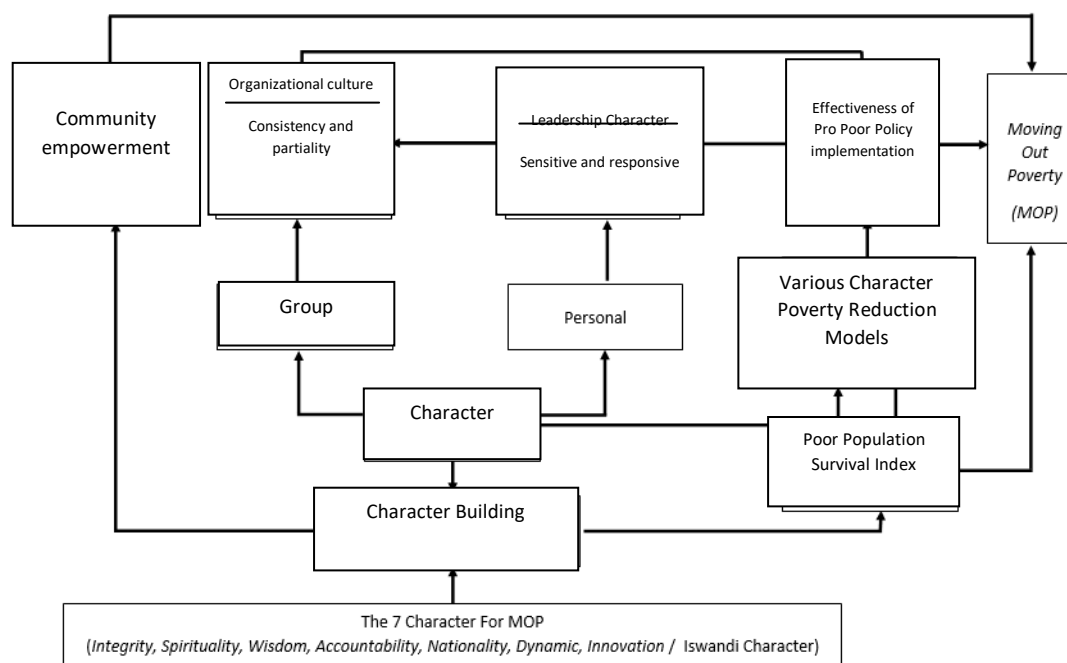 Community
empowerment
Organizational culture
Consistency and
partiality
Leadership Character
Sensitive and responsive
Effectiveness of
Pro Poor Policy
implementation
Moving
Out
Poverty
(MOP)
Group
Personal
Various Character
Poverty Reduction
Models
Character
Poor Population
Survival Index
Character Building
The 7 Character For MOP
(Integrity, Spirituality, Wisdom, Accountability, Nationality, Dynamic, Innovation / Iswandi Character)